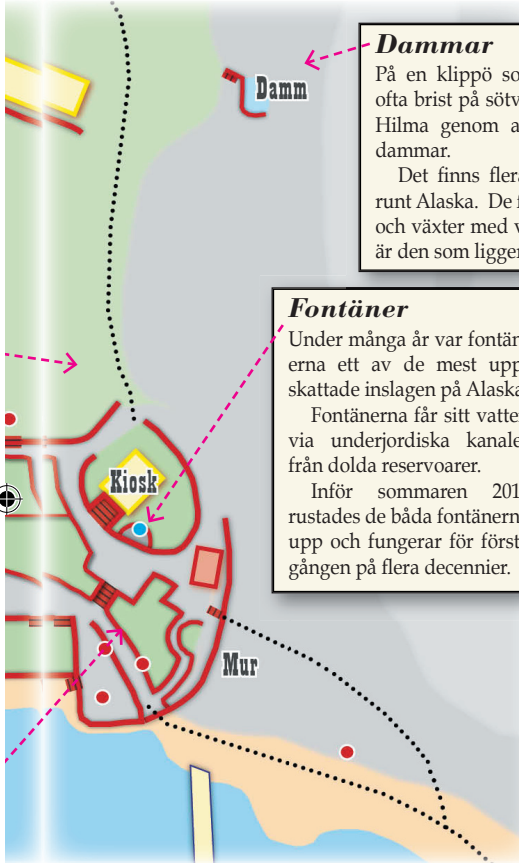 Dammar
På en klippö so
ofta brist på sötv
Hilma genom a
dammar.
Det finns flera
runt Alaska. De f
och växter med v
är den som ligger
Damm
Fontäner
Under många år var fontän
erna ett av de mest upp
skattade inslagen på Alaska
Fontänerna får sitt vatten
via underjordiska kanale
från dolda reservoarer.
Inför sommaren 201
rustades de båda fontänern
upp och fungerar för först
gången på flera decennier.
Kiosk
Mur